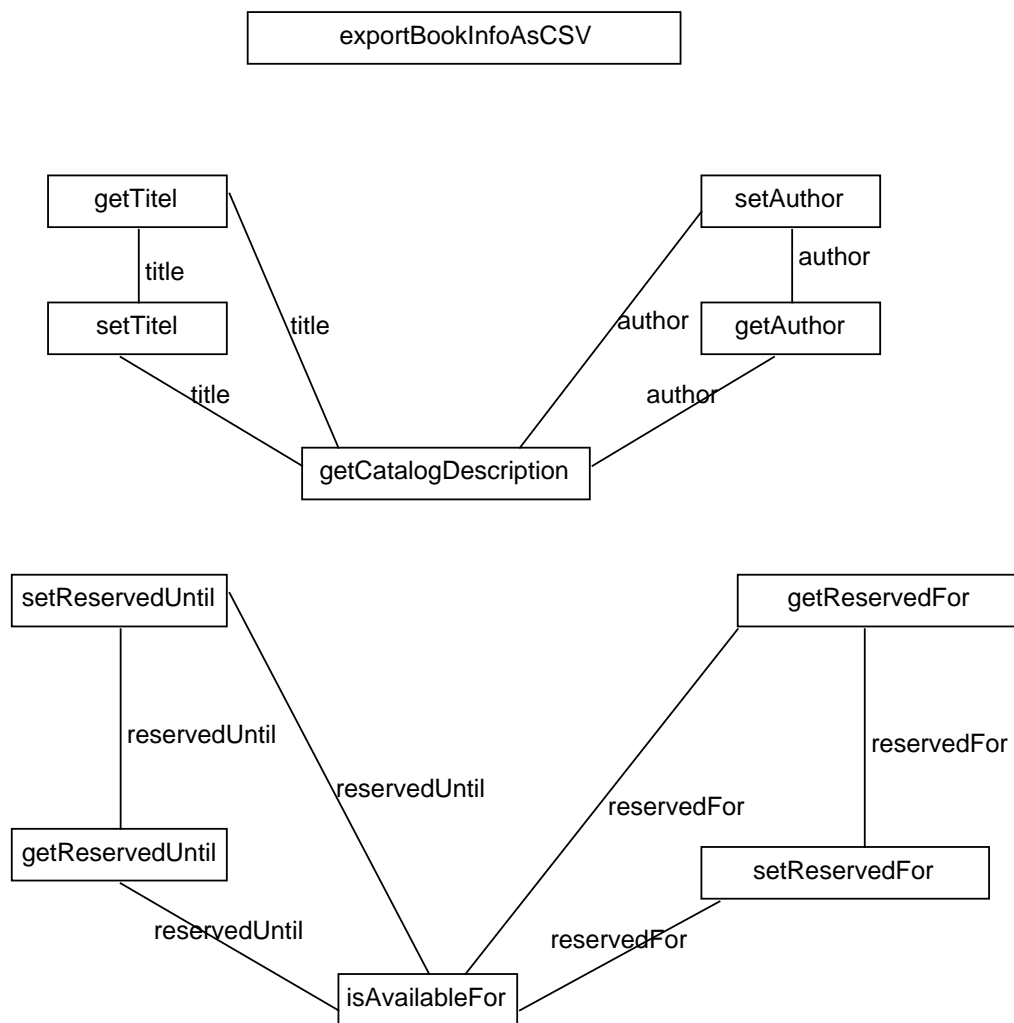 exportBookInfoAsCSV
getTitel
setAuthor
title
author
setTitel
title
author
getAuthor
title
author
getCatalogDescription
setReservedUntil
getReservedFor
reservedUntil
reservedFor
reservedUntil
reservedFor
getReservedUntil
setReservedFor
reservedUntil
reservedFor
isAvailableFor